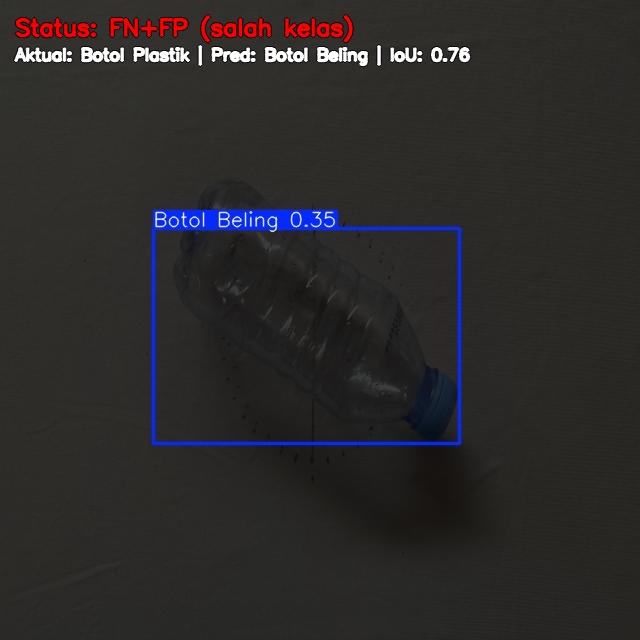 Status: FN+FP (salah kelas)
Aktual: Botol Plastik | Pred: Botol Beling | IoU: 0.76
Botol Beling 0.35